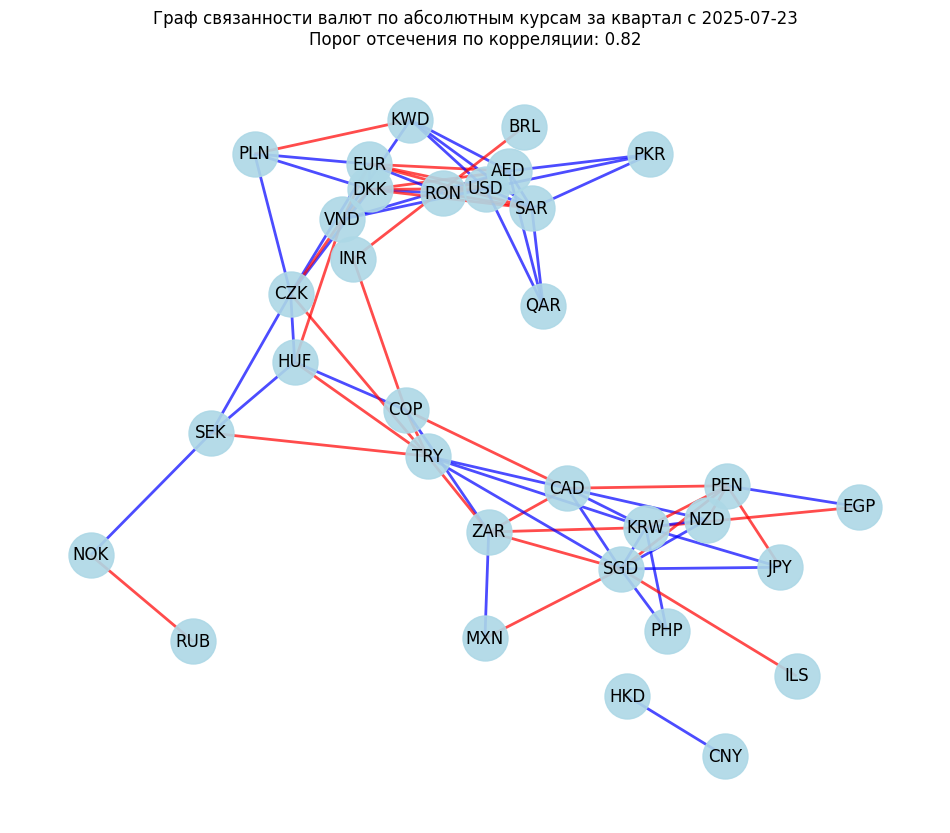 Граф связанности валют по абсолютным курсам за квартал с 2025-07-23
Порог отсечения по корреляции: 0.82
KWD
BRL
PLN
EUR
AED
PKR
DKK
RON
USD
SAR
VND
INR
CZK
QAR
HUF
COP
SEK
TRY
CAD
PEN
EGP
ZAR
KRW
NZD
NOK
SGD
JPY
RUB
MXN
PHP
ILS
HKD
CNY